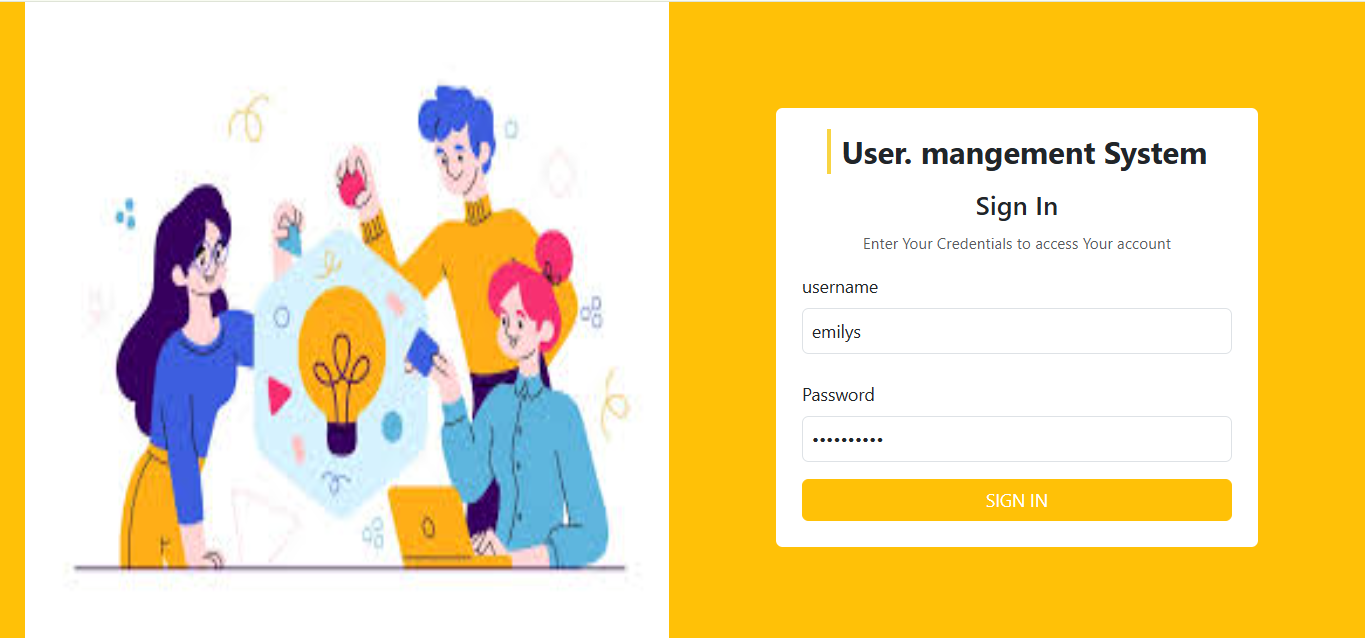 User. mangement System
Sign In
Enter Your Credentials to access Your account
username
emilys
Password
••••••••••
SIGN IN